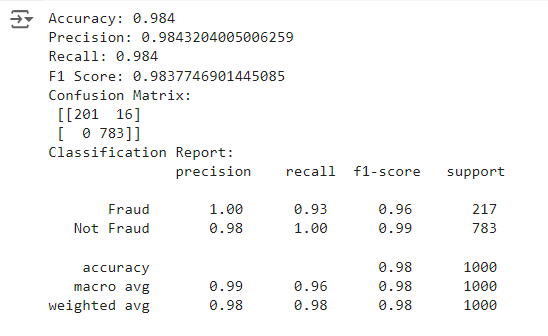 Accuracy: 0.984
Precision: 0.9843204005006259
Recall: 0.984
F1 Score: 0.9837746901445085
Confusion Matrix:
[[201  16]
[  0 783]]
Classification Report:
precision    recall  f1-score   support
Fraud       1.00      0.93      0.96       217
Not Fraud       0.98      1.00      0.99       783
accuracy                           0.98      1000
macro avg       0.99      0.96      0.98      1000
weighted avg       0.98      0.98      0.98      1000